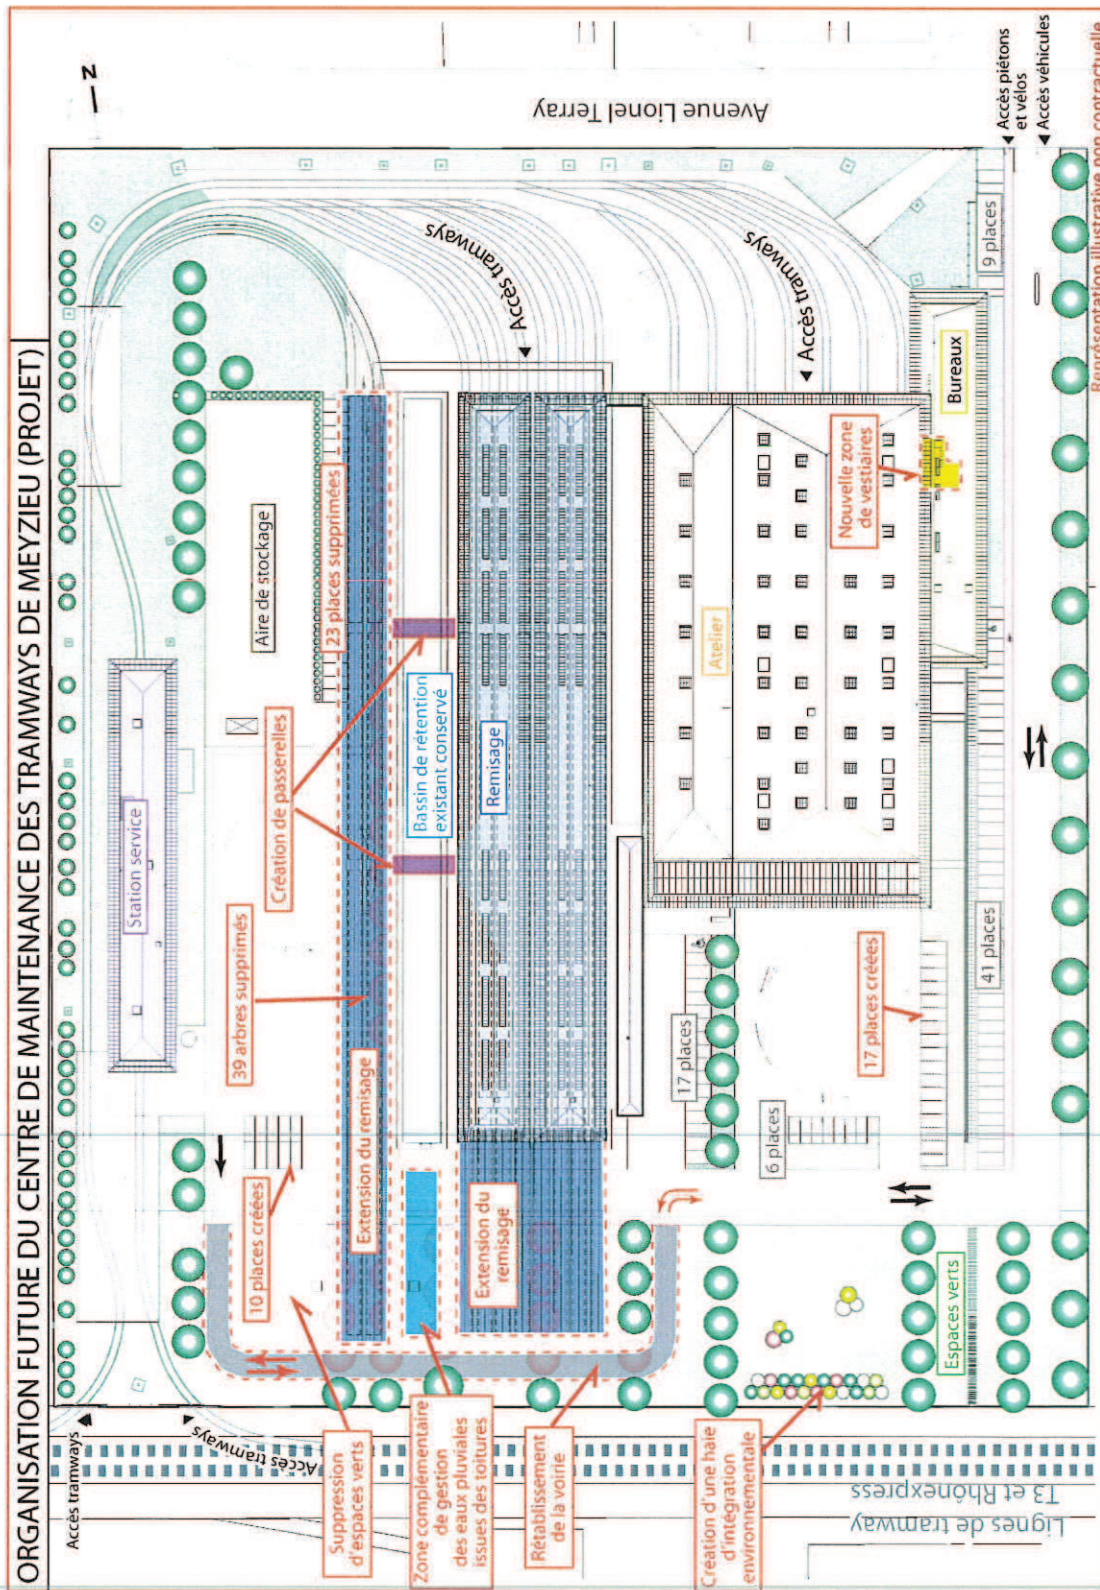 ORGANISATION FUTURE DU CENTRE DE MAINTENANCE DES TRAMWAYS DE MEYZIEU (PROJET)
N
Accès tramways
Accès tramways
Station service
Aire de stockage
39 arbres supprimés
Création de passerelles
23 places supprimées
10 places créées
Extension du remisage
Bassin de rétention
existant conservé
Remisage
Extension du
remisage
Accès tramways
Accès tramways
Avenue Lionel Terray
Suppression
d'espaces verts
Zone complémentaire
de gestion
des eaux pluviales
issues des toitures
Rétablissement
de la voirie
Création d'une haie
d'intégration
environnementale
Lignes de tramway
T3 et Rhônexpress
Atelier
Nouvelle zone
de vestiaires
Bureaux
17 places
6 places
17 places créées
41 places
9 places
Espaces verts
Accès piétons
et vélos
Accès véhicules
Représentation illustrative non contractuelle